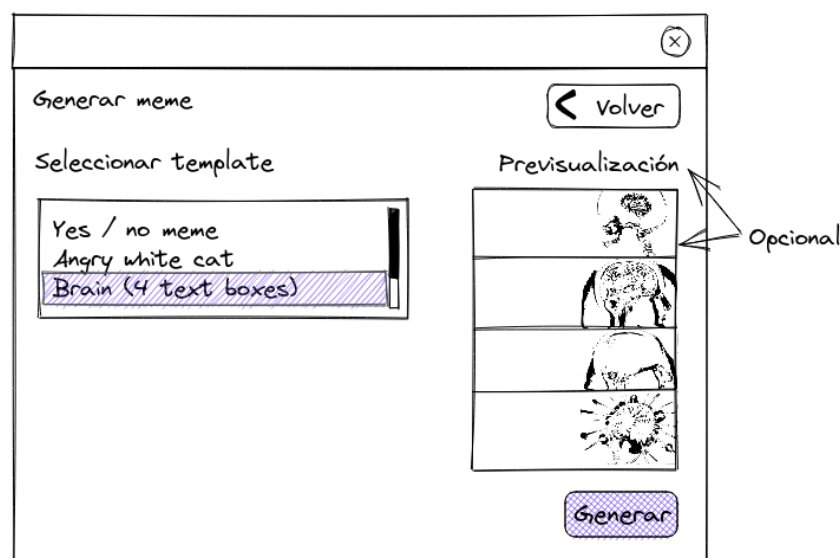 Generar meme
Volver
Seleccionar template
Previsualización
Yes / no meme
Angry white cat
Brain (4 text boxes)
Opcional
Generar